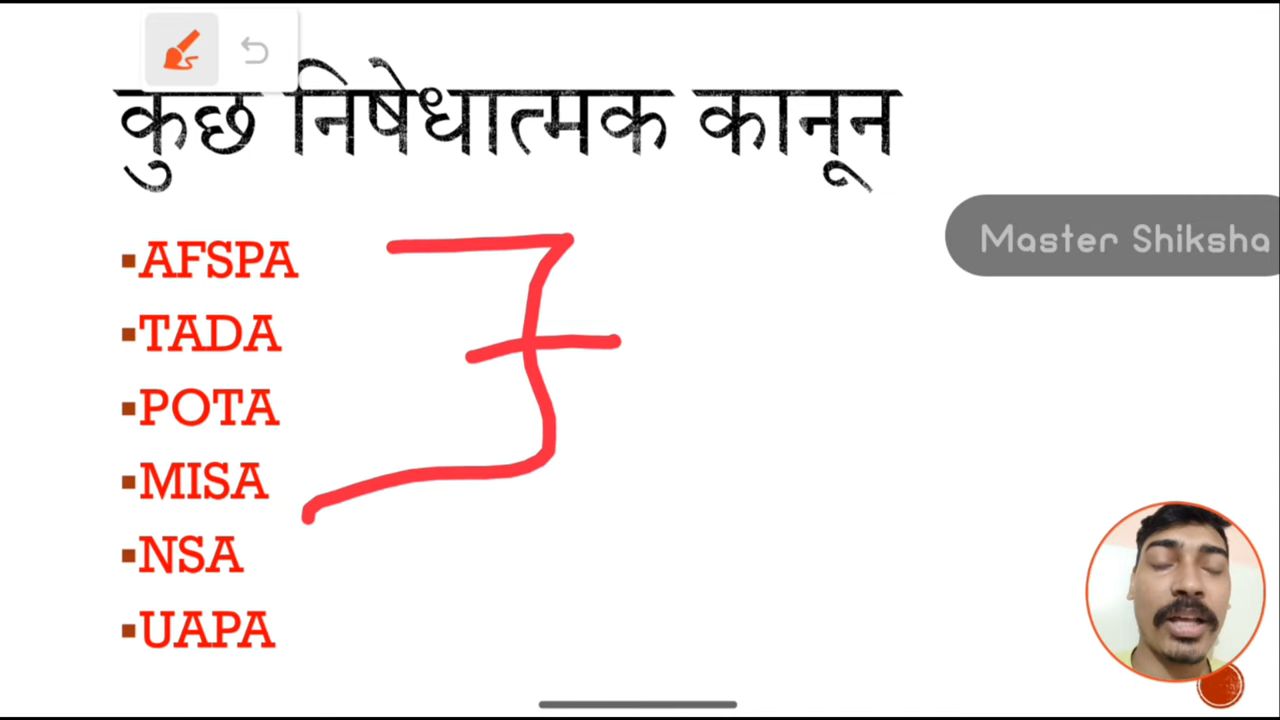 कुछ निषेधात्मक कानून
Master Shiksha
▪AFSPA
▪TADA
▪POTA
▪MISA
▪NSA
▪UAPA